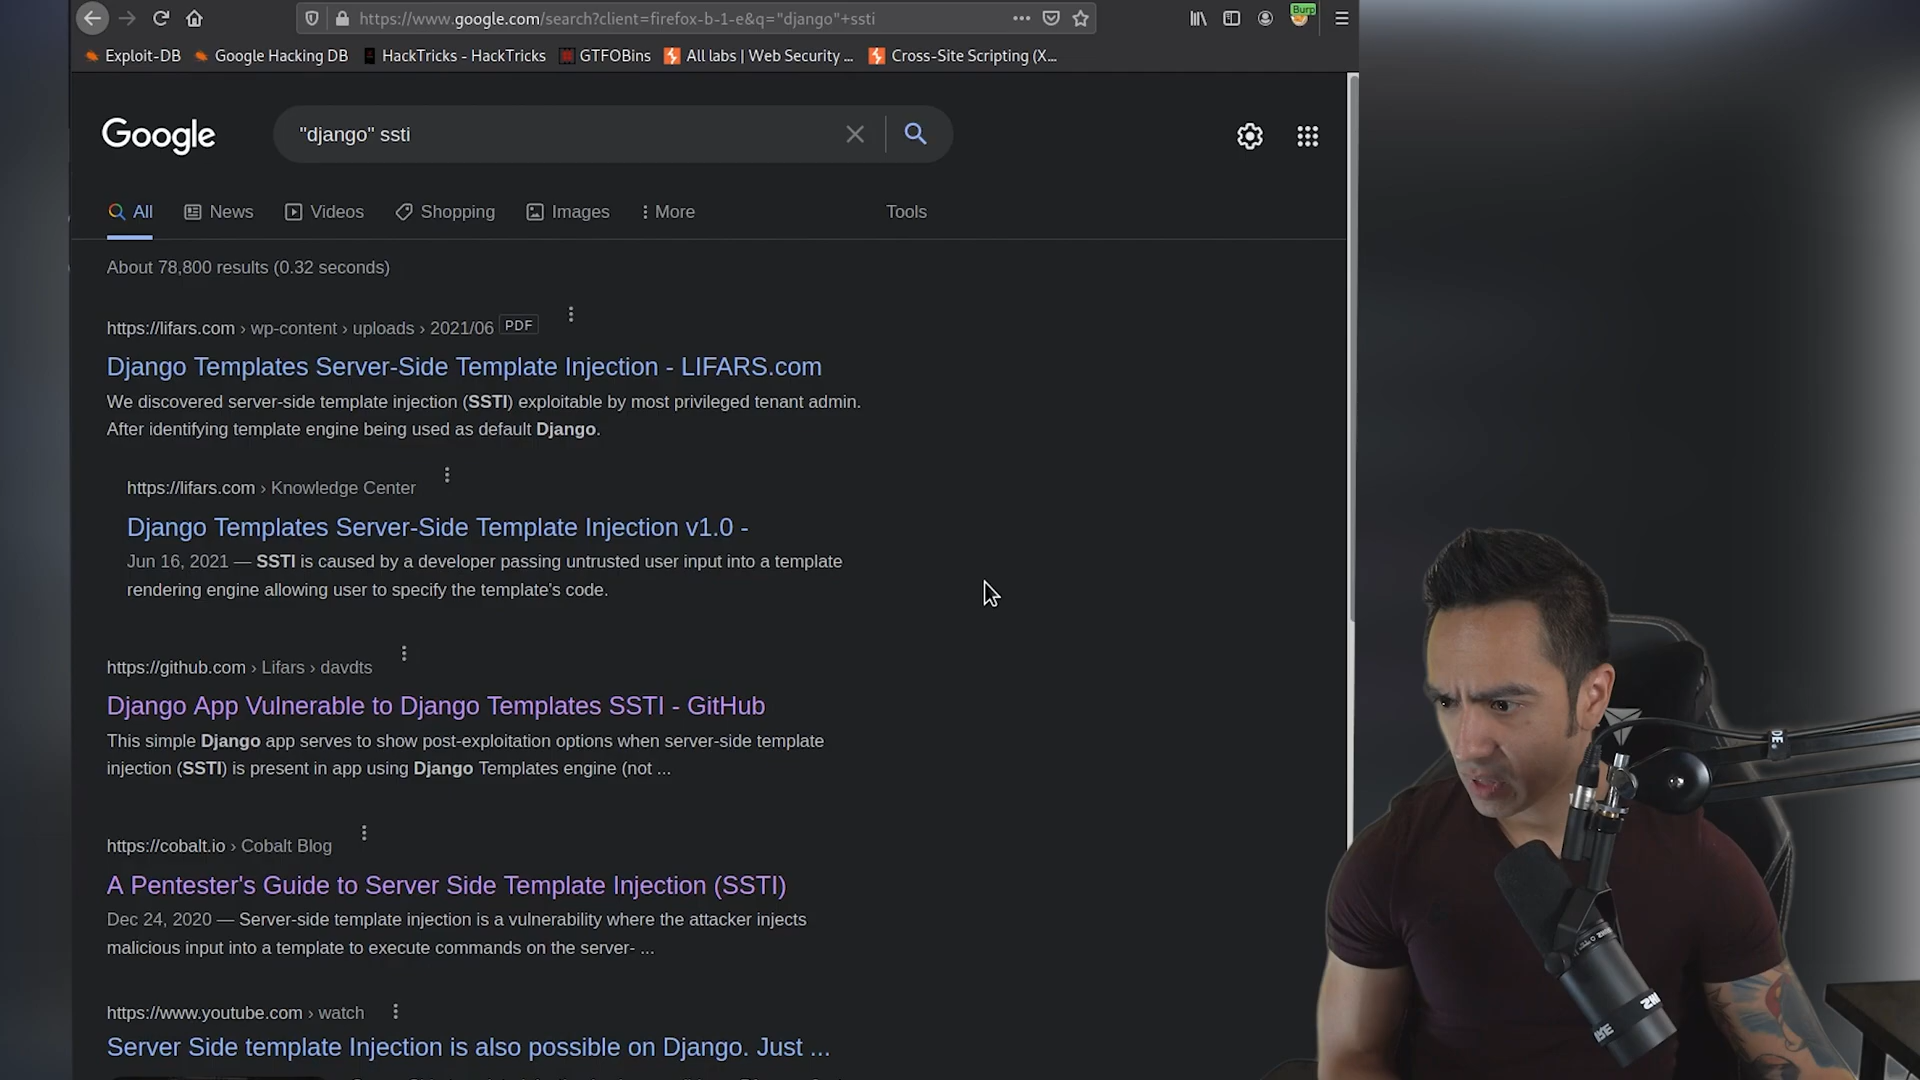 https://www.google.com/search?client=firefox-b-1-e&q="django"+ssti
Burp
Exploit-DB Google Hacking DB HackTricks - HackTricks GTFOBins All labs | Web Security ... Cross-Site Scripting (X...
Google
"django" ssti
All News Videos Shopping Images More Tools
About 78,800 results (0.32 seconds)
https://lifars.com › wp-content › uploads › 2021/06 PDF
Django Templates Server-Side Template Injection - LIFARS.com
We discovered server-side template injection (SSTI) exploitable by most privileged tenant admin.
After identifying template engine being used as default Django.
https://lifars.com › Knowledge Center
Django Templates Server-Side Template Injection v1.0 -
Jun 16, 2021 — SSTI is caused by a developer passing untrusted user input into a template
rendering engine allowing user to specify the template's code.
https://github.com › Lifars › davdts
Django App Vulnerable to Django Templates SSTI - GitHub
This simple Django app serves to show post-exploitation options when server-side template
injection (SSTI) is present in app using Django Templates engine (not ...
https://cobalt.io › Cobalt Blog
A Pentester's Guide to Server Side Template Injection (SSTI)
Dec 24, 2020 — Server-side template injection is a vulnerability where the attacker injects
malicious input into a template to execute commands on the server- ...
https://www.youtube.com › watch
Server Side template Injection is also possible on Django. Just ...